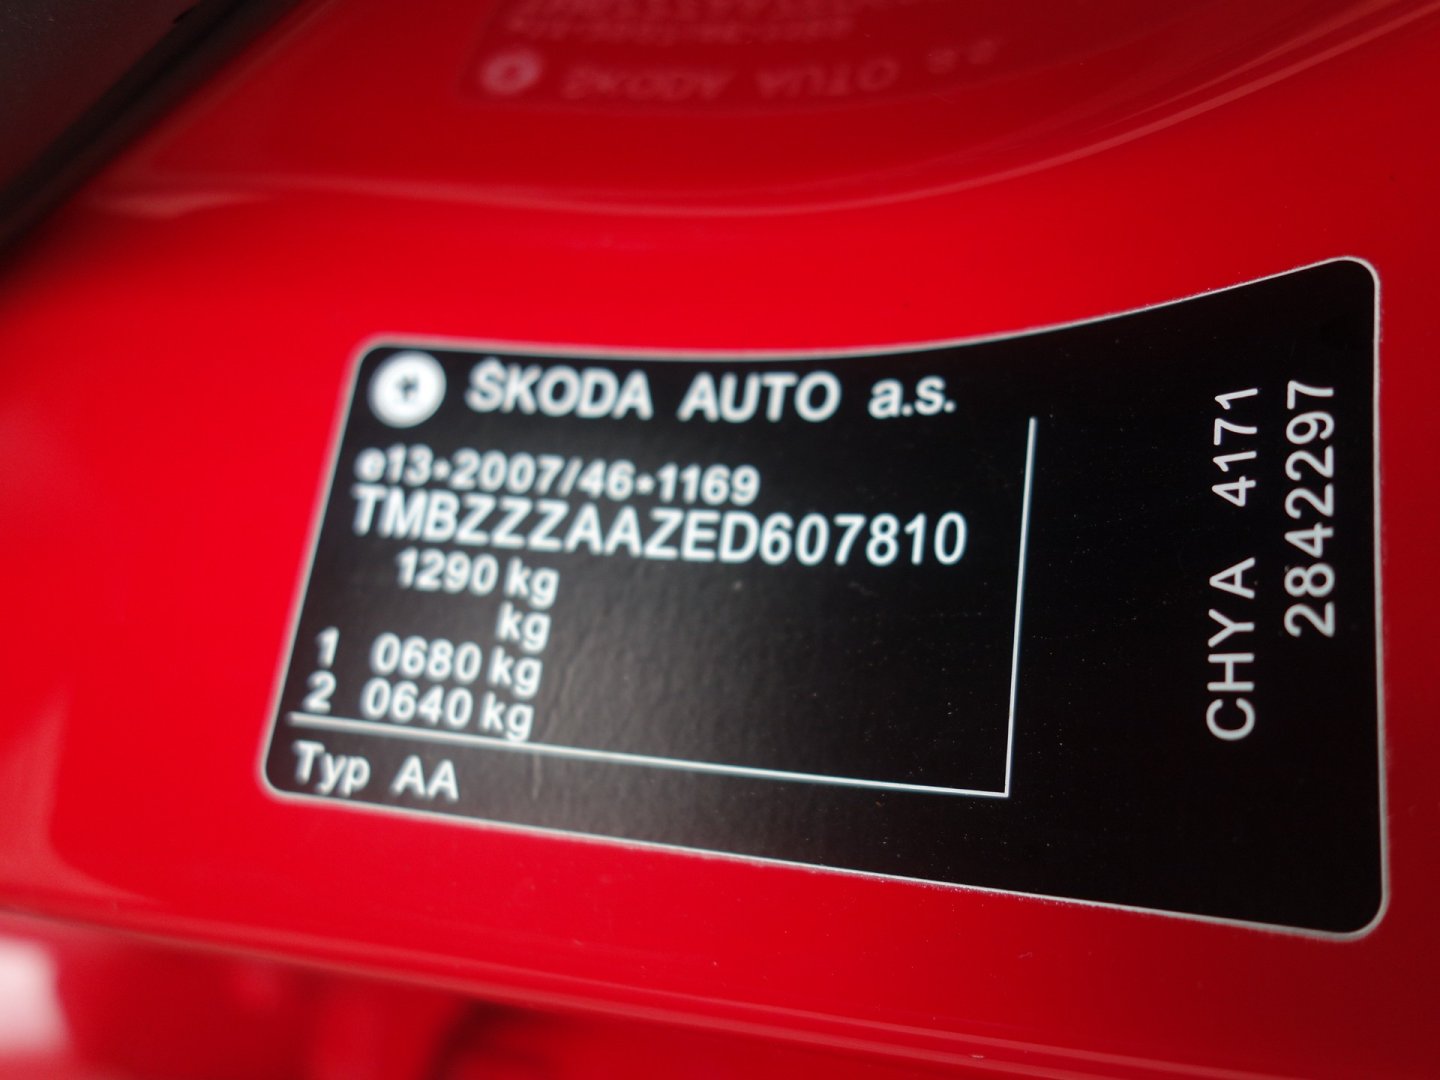 ŠKODA AUTO a.s.
e13*2007/46*1169
TMBZZZAAZED607810
1290 kg
kg
1 0680 kg
2 0640 kg
Typ AA
CHYA 4171
2842297